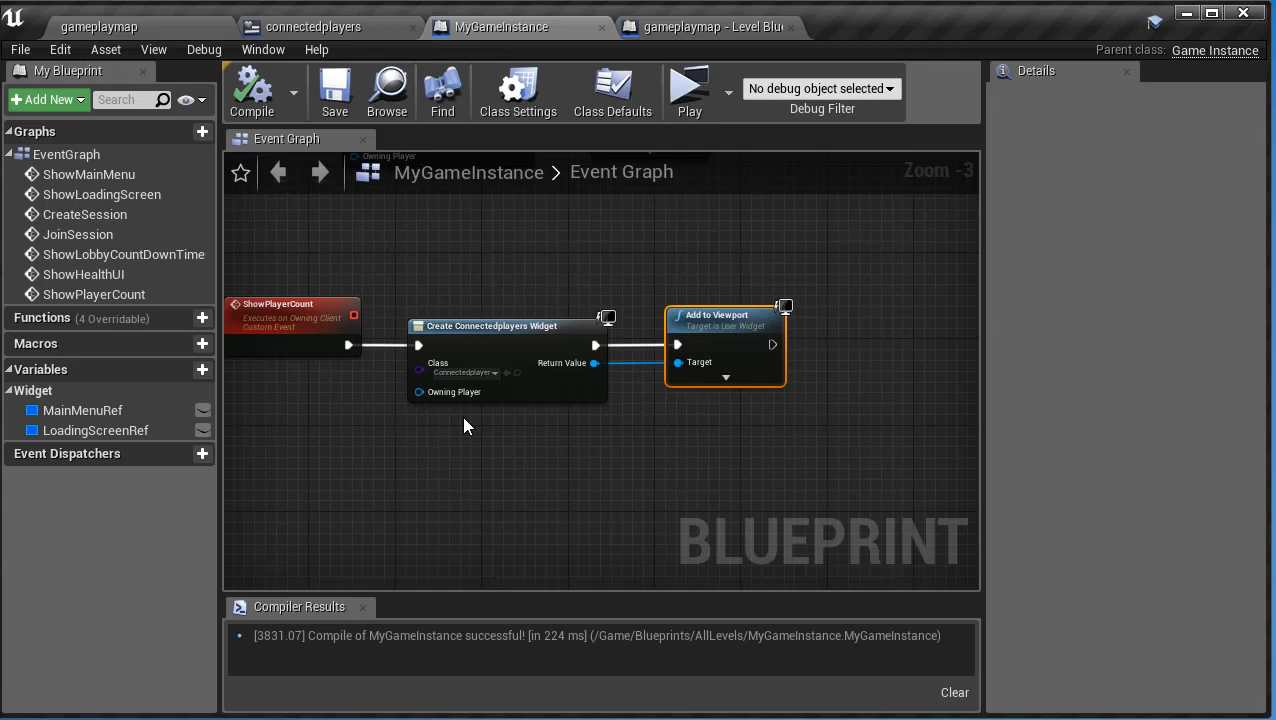 gameplaymap
connectedplayers
MyGameInstance
gameplaymap - Level Blu
File Edit Asset View Debug Window Help
Parent class: Game Instance
My Blueprint
Add New
Search
Graphs
EventGraph
ShowMainMenu
ShowLoadingScreen
CreateSession
JoinSession
ShowLobbyCountDownTime
ShowHealthUI
ShowPlayerCount
Functions (4 Overridable)
Macros
Variables
Widget
MainMenuRef
LoadingScreenRef
Event Dispatchers
Compile
Save
Browse
Find
Class Settings
Class Defaults
Play
No debug object selected
Debug Filter
Event Graph
Owning Player
MyGameInstance > Event Graph
Zoom -3
ShowPlayerCount
Executes on Owning Client
Custom Event
Create Connectedplayers Widget
Class
Connectedplayer
Return Value
Owning Player
Add to Viewport
Target is User Widget
Target
BLUEPRINT
Compiler Results
• [3831.07] Compile of MyGameInstance successful! [in 224 ms] (/Game/Blueprints/AllLevels/MyGameInstance.MyGameInstance)
Clear
Details